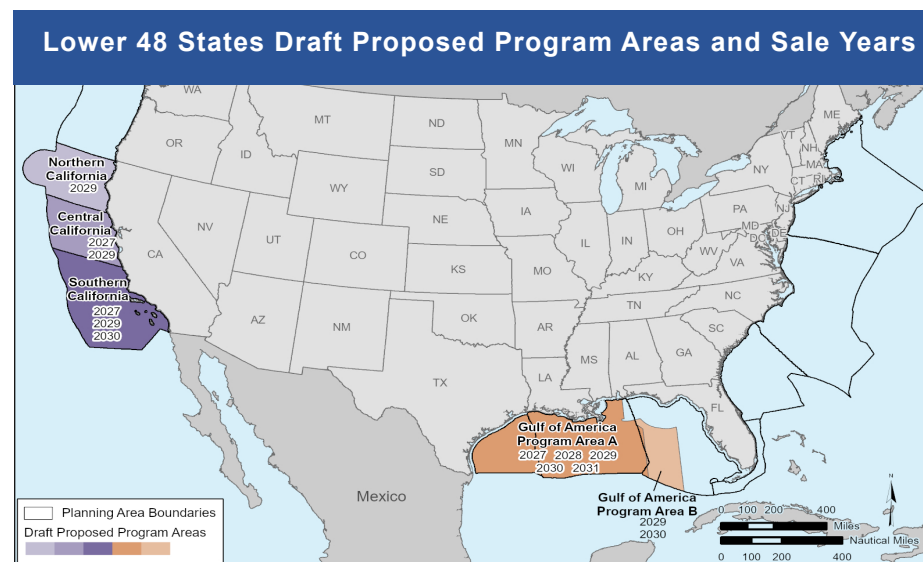 Lower 48 States Draft Proposed Program Areas and Sale Years
WA
MT
ND
MN
ME
OR
ID
WY
SD
WI
MI
VT
NH
NY
MA
CT
RI
Northern
California
2029
Central
California
2027
2029
Southern
California
2027
2029
2030
CA
NV
UT
CO
NE
KS
IA
MO
IL
IN
OH
PA
NJ
MD
DE
DC
WV
VA
KY
AZ
NM
OK
AR
TN
NC
SC
TX
LA
MS
AL
GA
FL
Gulf of America
Program Area A
2027 2028 2029
2030 2031
Gulf of America
Program Area B
2029
2030
Mexico
N
Planning Area Boundaries
Draft Proposed Program Areas
0 100 200 400
Miles
Nautical Miles
0 100 200 400